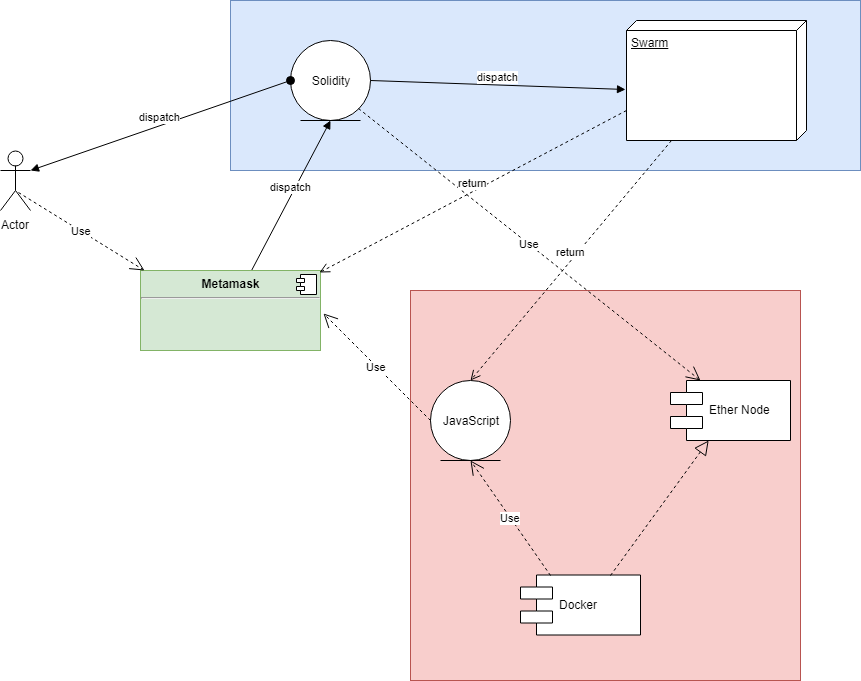 Swarm
Solidity
dispatch
dispatch
dispatch
return
Actor
Use
Use
return
Metamask
Use
Ether Node
JavaScript
Use
Docker